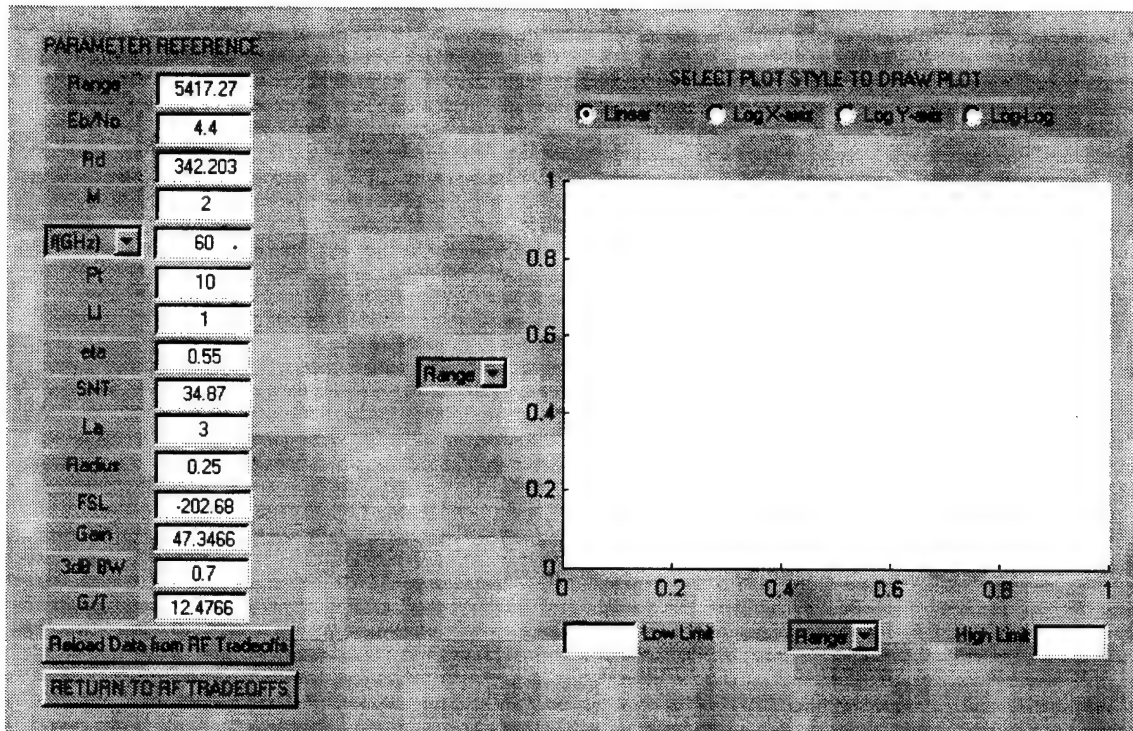 PARAMETER REFERENCE
Range 5417.27
Eb/No 4.4
Rd 342.203
M 2
f(GHz) 60
Pt 10
Ll 1
eta 0.55
SNT 34.87
La 3
Radius 0.25
FSL -202.68
Gain 47.3466
3dB BW 0.7
G/T 12.4766
Reload Data from RF Tradeoffs
RETURN TO RF TRADEOFFS
SELECT PLOT STYLE TO DRAW PLOT
Linear Log X-axis Log Y-axis Log-Log
Range
1
0.8
0.6
0.4
0.2
0
0 0.2 0.4 0.6 0.8 1
Low Limit Range High Limit